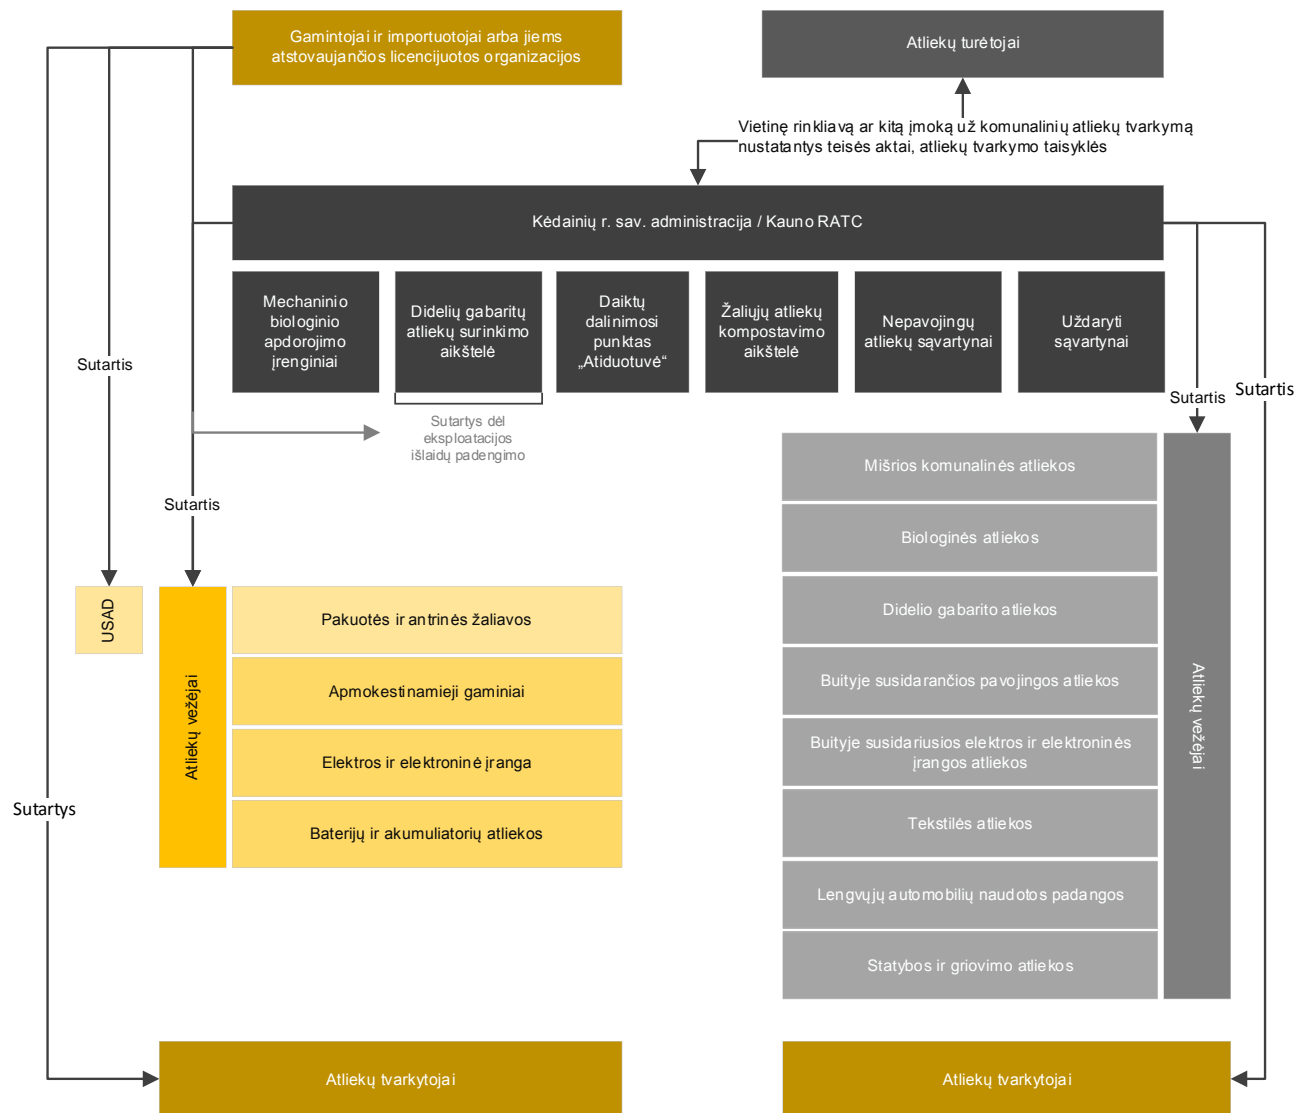 Gamintojai ir importuotojai arba jiems
atstovaujančios licencijuotos organizacijos
Atliekų turėtojai
Vietinę rinkliavą ar kitą įmoką už komunalinių atliekų tvarkymą
nustatantys teisės aktai, atliekų tvarkymo taisyklės
Kėdainių r. sav. administracija / Kauno RATC
Mechaninio
biologinio
apdorojimo
įrenginiai
Didelių gabaritų
atliekų surinkimo
aikštelė
Daiktų
dalinimosi
punktas
„Atiduotuvė“
Žaliųjų atliekų
kompostavimo
aikštelė
Nepavojingų
atliekų sąvartynai
Uždaryti
sąvartynai
Sutartis
Sutartis
Sutartis
Sutartys dėl
eksploatacijos
išlaidų padengimo
Sutartis
Mišrios komunalinės atliekos
Biologinės atliekos
Didelio gabarito atliekos
Buityje susidarančios pavojingos atliekos
Buityje susidariusios elektros ir elektroninės
įrangos atliekos
Tekstilės atliekos
Lengvųjų automobilių naudotos padangos
Statybos ir griovimo atliekos
Atliekų vežėjai
USAD
Atliekų vežėjai
Pakuotės ir antrinės žaliavos
Apmokestinamieji gaminiai
Elektros ir elektroninė įranga
Baterijų ir akumuliatorių atliekos
Sutartys
Atliekų tvarkytojai
Atliekų tvarkytojai